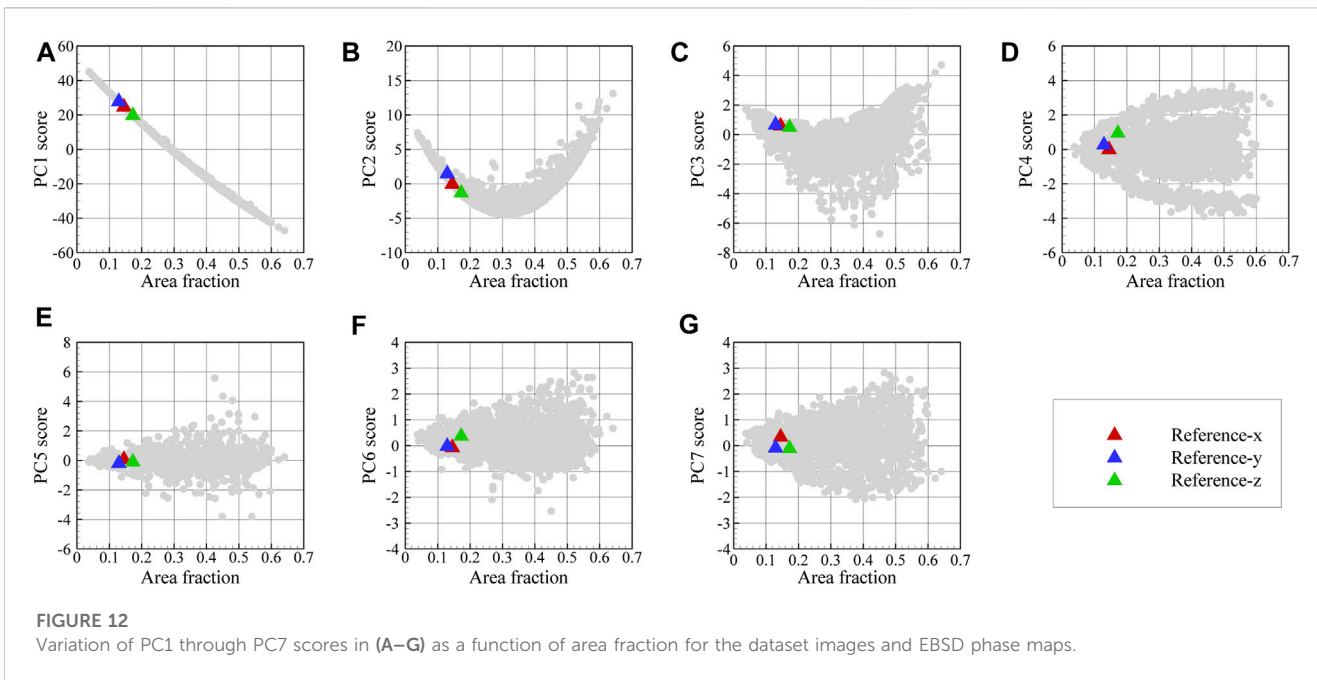 A
60
40
20
0
-20
-40
-60
PC1 score
0 0.1 0.2 0.3 0.4 0.5 0.6 0.7
Area fraction
B
20
15
10
5
0
-5
-10
PC2 score
0 0.1 0.2 0.3 0.4 0.5 0.6 0.7
Area fraction
C
6
4
2
0
-2
-4
-6
-8
PC3 score
0 0.1 0.2 0.3 0.4 0.5 0.6 0.7
Area fraction
D
6
4
2
0
-2
-4
-6
PC4 score
0 0.1 0.2 0.3 0.4 0.5 0.6 0.7
Area fraction
E
8
6
4
2
0
-2
-4
-6
PC5 score
0 0.1 0.2 0.3 0.4 0.5 0.6 0.7
Area fraction
F
4
3
2
1
0
-1
-2
-3
-4
PC6 score
0 0.1 0.2 0.3 0.4 0.5 0.6 0.7
Area fraction
G
4
3
2
1
0
-1
-2
-3
-4
PC7 score
0 0.1 0.2 0.3 0.4 0.5 0.6 0.7
Area fraction
Reference-x
Reference-y
Reference-z
FIGURE 12
Variation of PC1 through PC7 scores in (A–G) as a function of area fraction for the dataset images and EBSD phase maps.